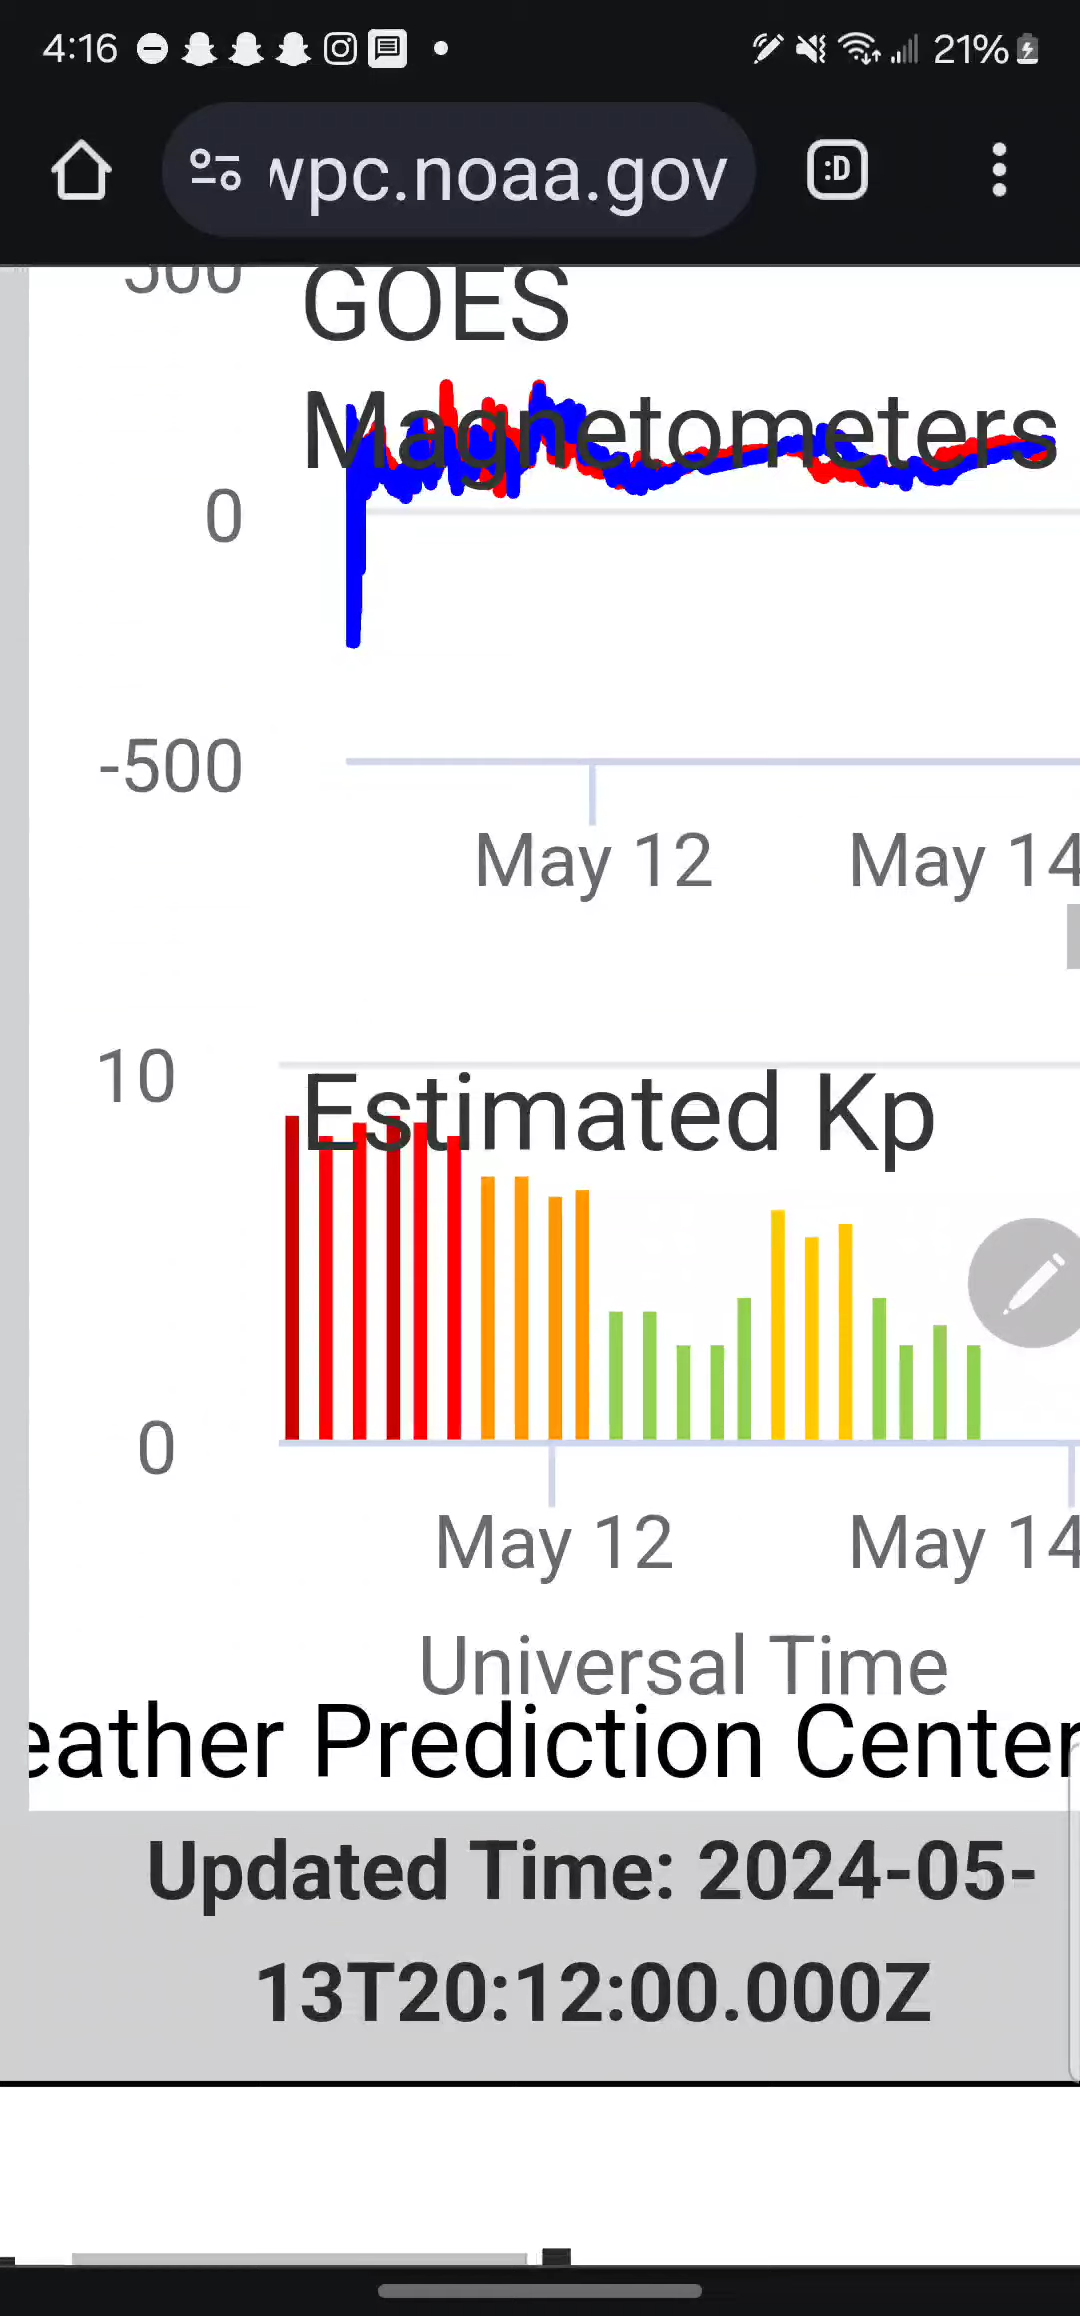 4:16
21%
wpc.noaa.gov
:D
500
GOES
Magnetometers
0
-500
May 12 May 14
10
Estimated Kp
0
May 12 May 14
Universal Time
eather Prediction Center
Updated Time: 2024-05-
13T20:12:00.000Z